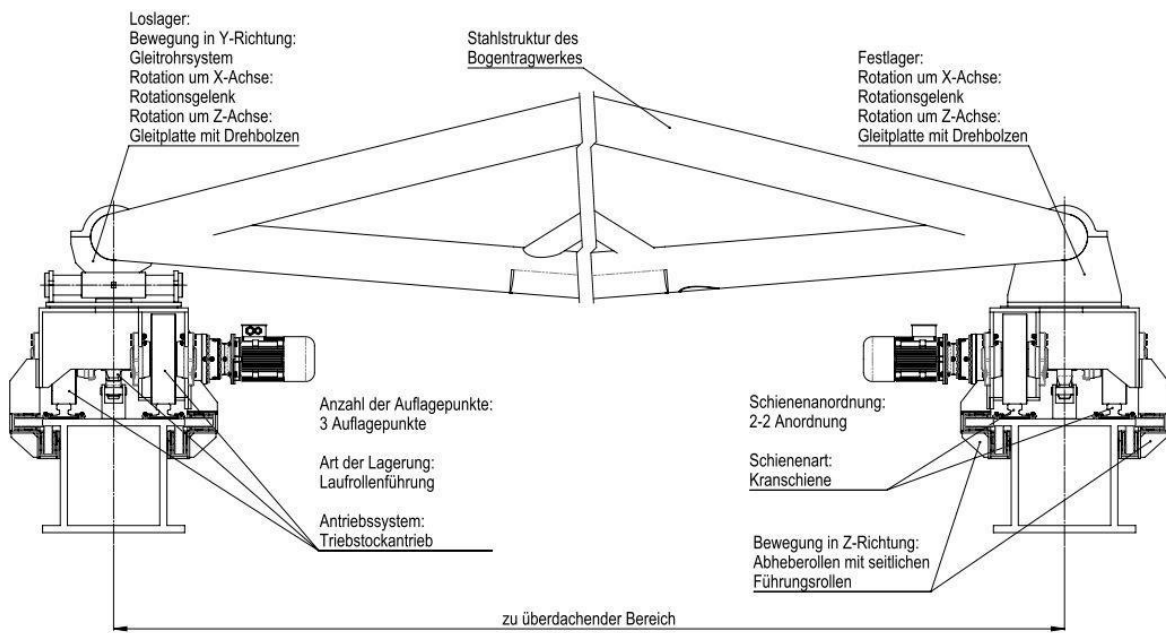 Loslager:
Bewegung in Y-Richtung:
Gleitrohrsystem
Rotation um X-Achse:
Rotationsgelenk
Rotation um Z-Achse:
Gleitplatte mit Drehbolzen
Stahlstruktur des
Bogentragwerkes
Festlager:
Rotation um X-Achse:
Rotationsgelenk
Rotation um Z-Achse:
Gleitplatte mit Drehbolzen
Anzahl der Auflagepunkte:
3 Auflagepunkte
Art der Lagerung:
Laufrollenführung
Antriebssystem:
Triebstockantrieb
Schienenanordnung:
2-2 Anordnung
Schienenart:
Kranschiene
Bewegung in Z-Richtung:
Abheberollen mit seitlichen
Führungsrollen
zu überdachender Bereich